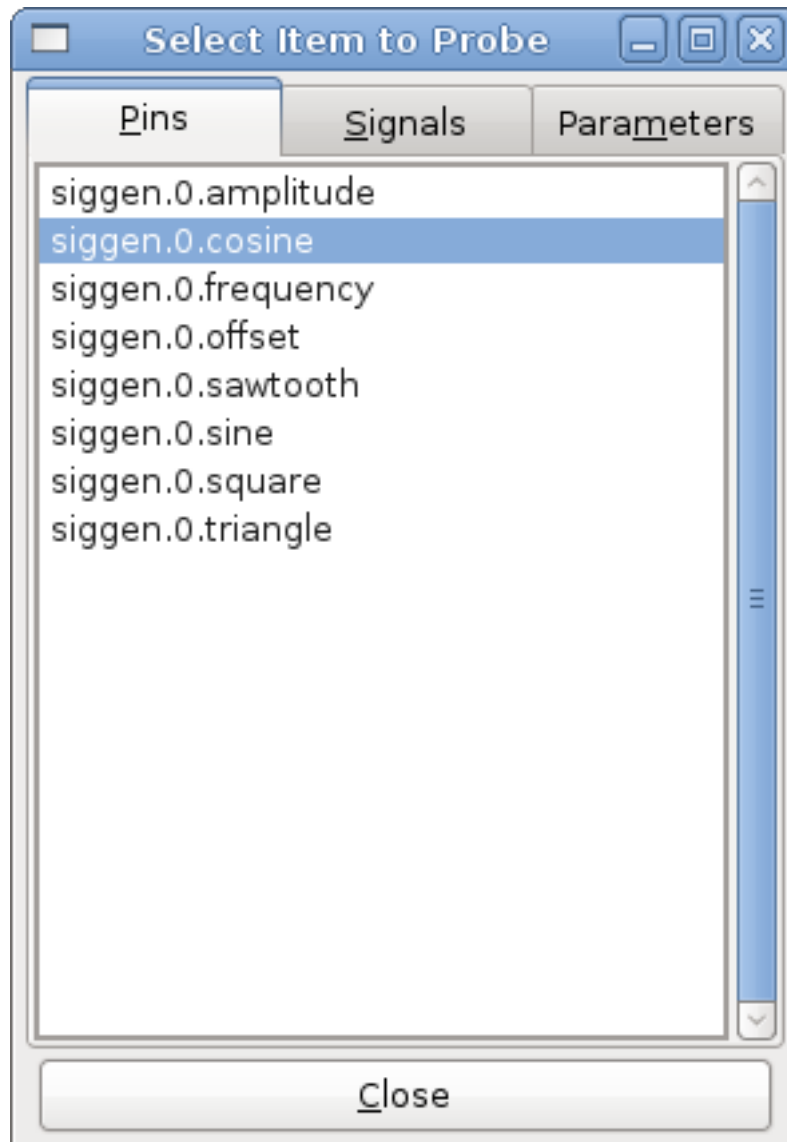 Select Item to Probe
Pins Signals Parameters
siggen.0.amplitude
siggen.0.cosine
siggen.0.frequency
siggen.0.offset
siggen.0.sawtooth
siggen.0.sine
siggen.0.square
siggen.0.triangle
Close